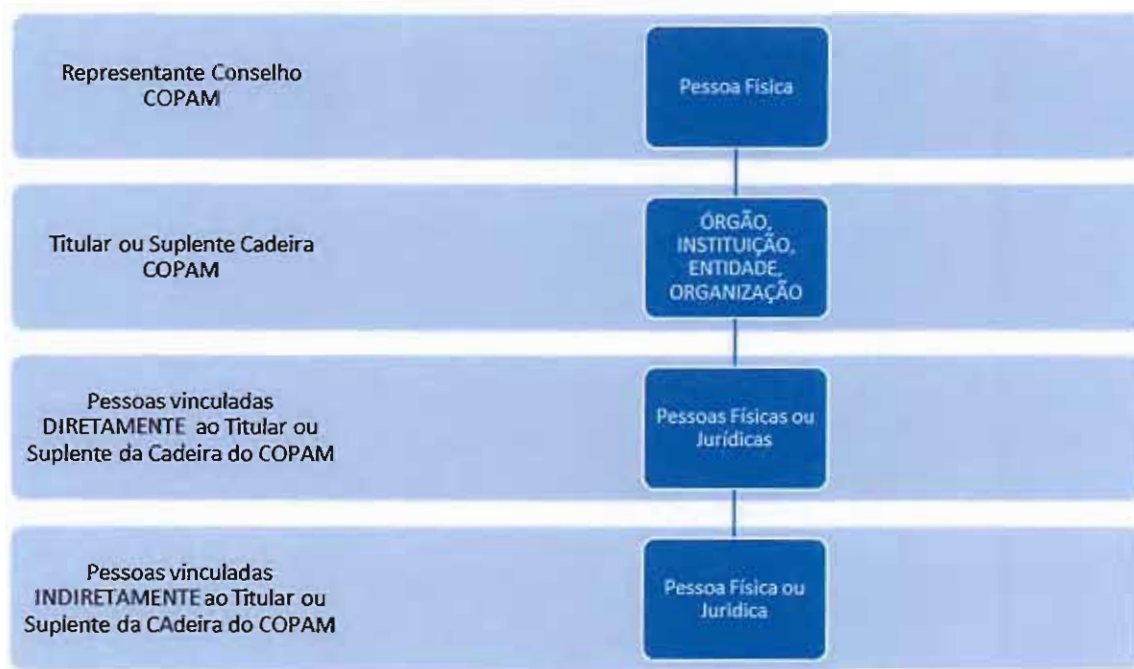 Representante Conselho
COPAM
Pessoa Física
Titular ou Suplente Cadeira
COPAM
ÓRGÃO,
INSTITUIÇÃO,
ENTIDADE,
ORGANIZAÇÃO
Pessoas vinculadas
DIRETAMENTE ao Titular ou
Suplente da Cadeira do COPAM
Pessoas Físicas ou
Jurídicas
Pessoas vinculadas
INDIRETAMENTE ao Titular ou
Suplente da CAdeira do COPAM
Pessoa Física ou
Jurídica